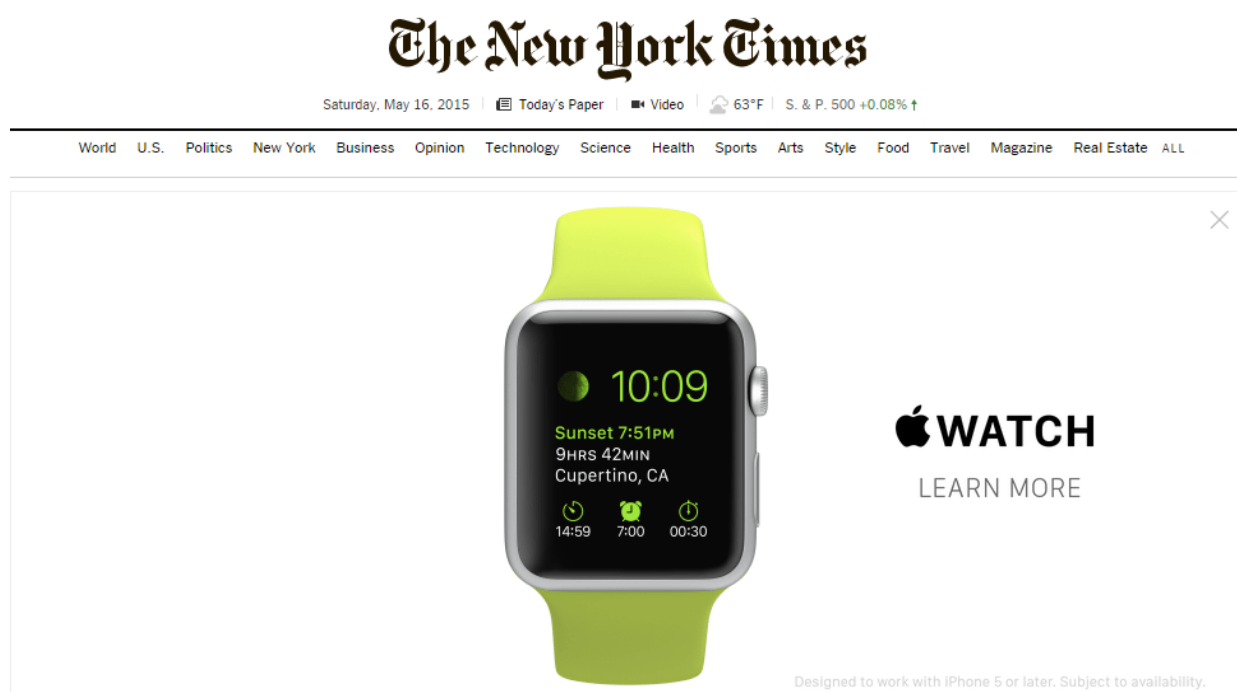 The New York Times
Saturday, May 16, 2015 Today's Paper Video 63°F S. & P. 500 +0.08% ↑
World U.S. Politics New York Business Opinion Technology Science Health Sports Arts Style Food Travel Magazine Real Estate ALL
10:09
Sunset 7:51PM
9HRS 42MIN
Cupertino, CA
14:59 7:00 00:30
WATCH
LEARN MORE
Designed to work with iPhone 5 or later. Subject to availability.